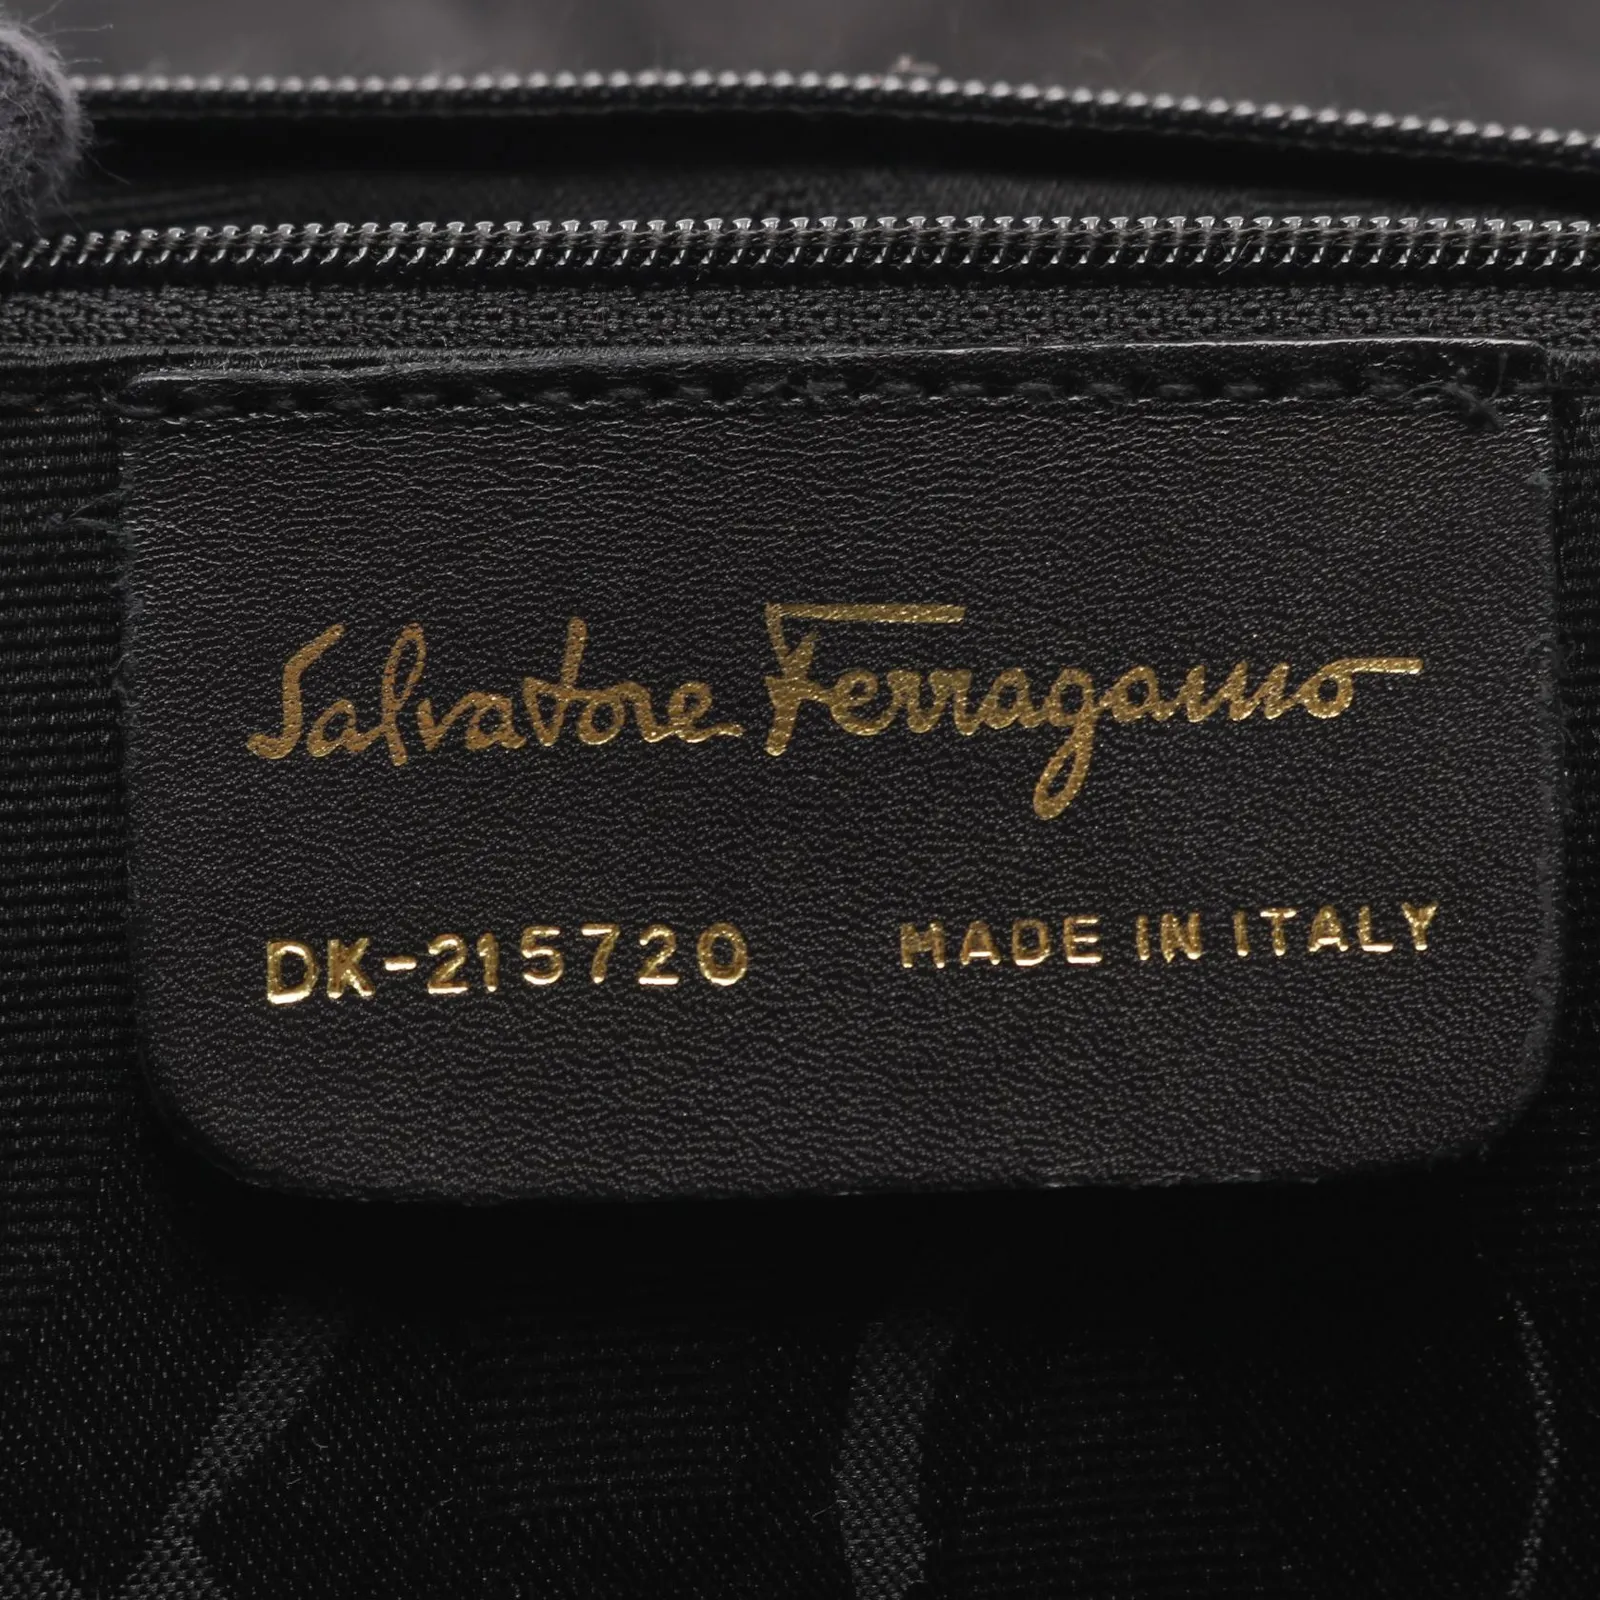 Salvatore Ferragamo
DK-215720 MADE IN ITALY